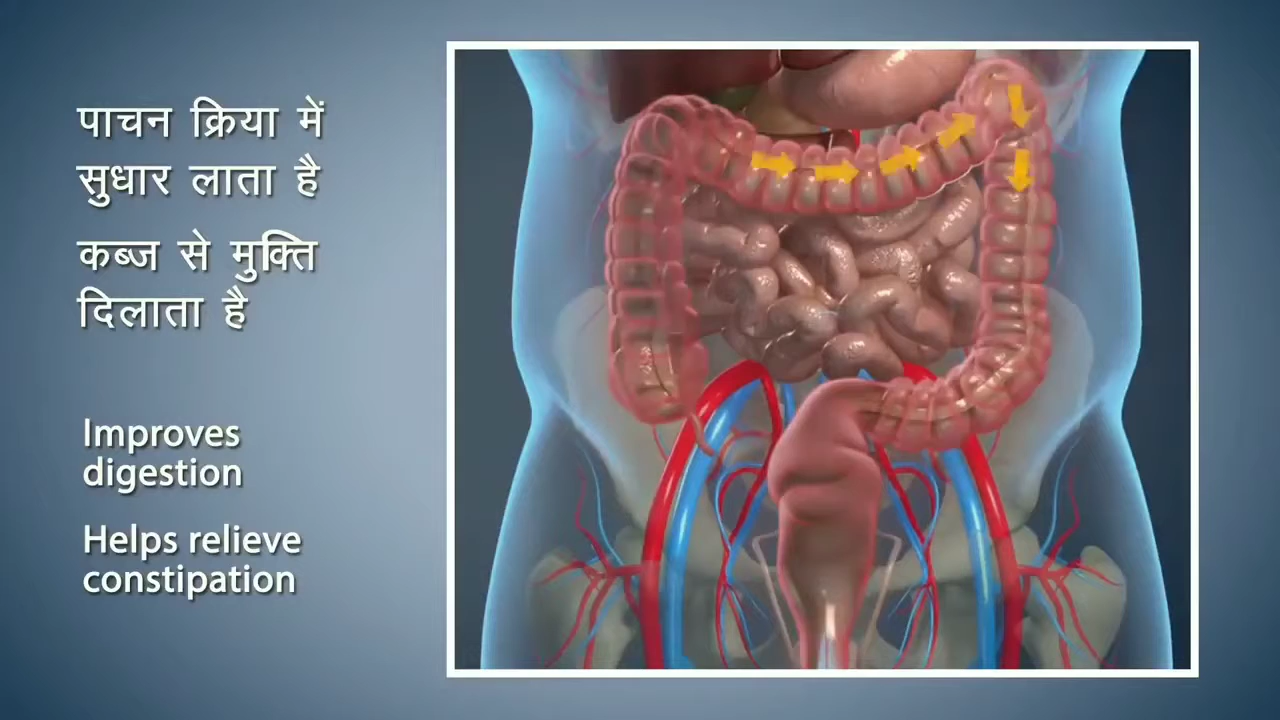 पाचन क्रिया में
सुधार लाता है
कब्ज से मुक्ति
दिलाता है
Improves
digestion
Helps relieve
constipation